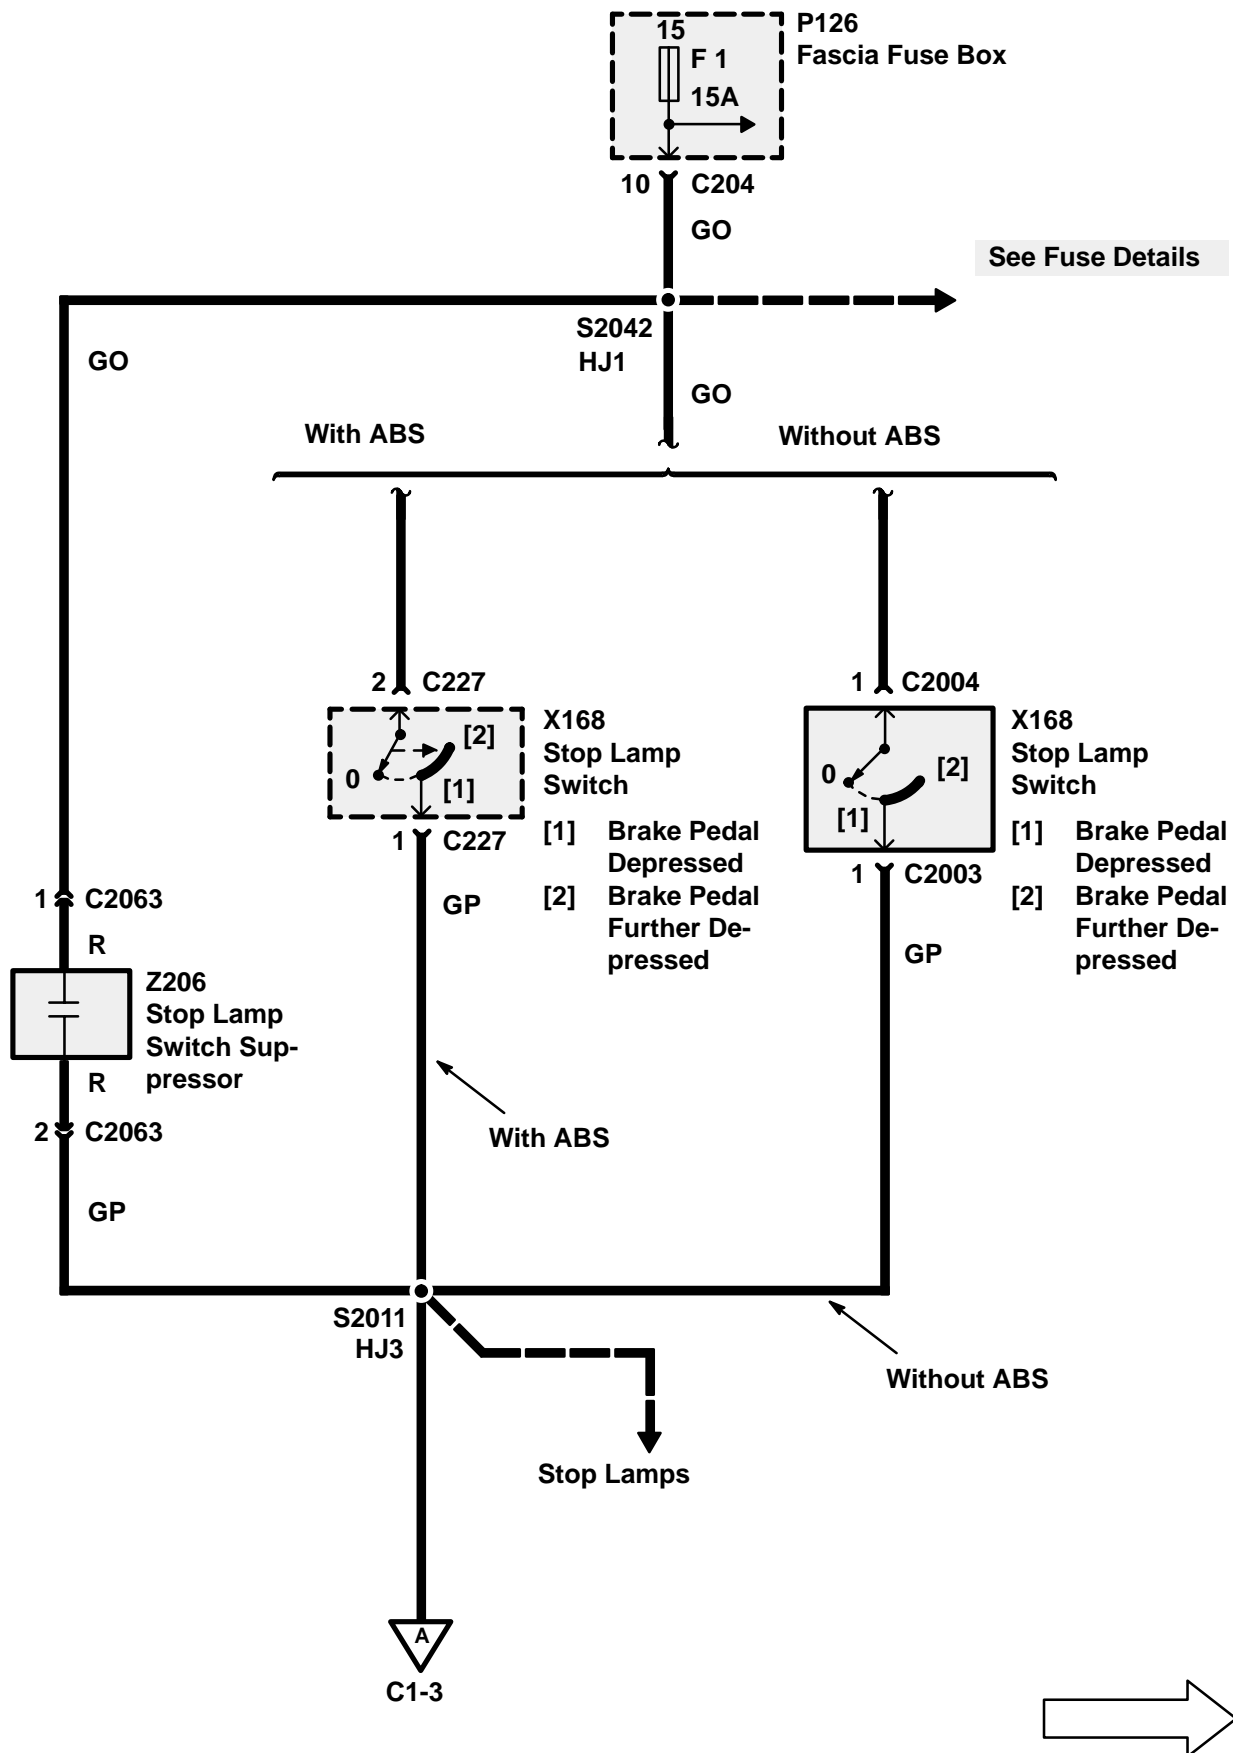 15
F 1
15A
P126
Fascia Fuse Box
10 C204
GO
See Fuse Details
S2042
HJ1
GO
GO
With ABS
Without ABS
2 C227
1 C2004
[2]
0
[1]
X168
Stop Lamp
Switch
[1] Brake Pedal
Depressed
[2] Brake Pedal
Further De-
pressed
1 C227
GP
[2]
0
[1]
X168
Stop Lamp
Switch
[1] Brake Pedal
Depressed
[2] Brake Pedal
Further De-
pressed
1 C2003
GP
1 C2063
R
Z206
Stop Lamp
Switch Sup-
pressor
R
2 C2063
GP
With ABS
S2011
HJ3
Without ABS
Stop Lamps
A
C1-3